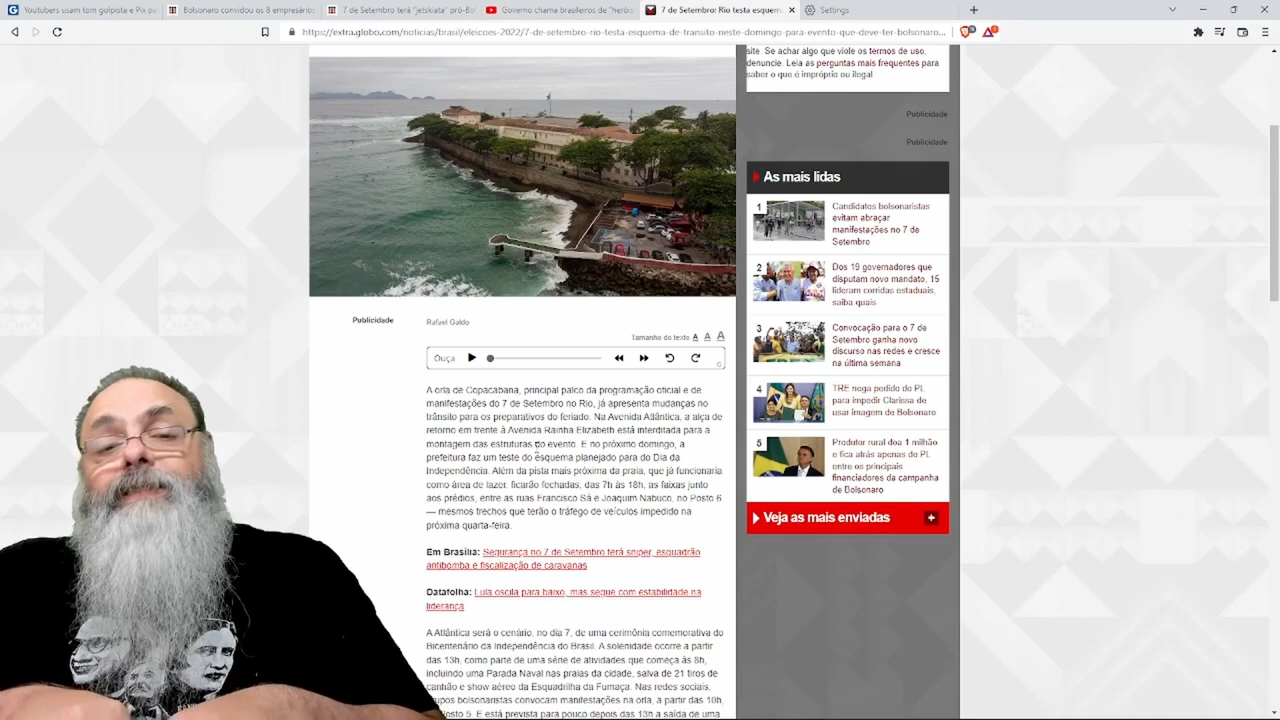 Youtubers usam tom golpista e Pix pa
Bolsonaro convidou os 8 empresários
7 de Setembro terá "jetskiata" pró-Bol
Governo chama brasileiros de "heróis
7 de Setembro: Rio testa esquem
Settings
https://extra.globo.com/noticias/brasil/eleicoes-2022/7-de-setembro-rio-testa-esquema-de-transito-neste-domingo-para-evento-que-deve-ter-bolsonaro...
site. Se achar algo que viole os termos de uso,
denuncie. Leia as perguntas mais frequentes para
saber o que é impróprio ou ilegal
Publicidade
Publicidade
As mais lidas
1
Candidatos bolsonaristas
evitam abraçar
manifestações no 7 de
Setembro
2
Dos 19 governadores que
disputam novo mandato, 15
lideram corridas estaduais,
saiba quais
3
Convocação para o 7 de
Setembro ganha novo
discurso nas redes e cresce
na última semana
4
TRE nega pedido do PL
para impedir Clarissa de
usar imagem de Bolsonaro
5
Produtor rural doa 1 milhão
e fica atrás apenas do PL
entre os principais
financiadores da campanha
de Bolsonaro
Veja as mais enviadas
Publicidade
Rafael Galdo
Tamanho do texto A A A
Ouça
A orla de Copacabana, principal palco da programação oficial e de
manifestações do 7 de Setembro no Rio, já apresenta mudanças no
trânsito para os preparativos do feriado. Na Avenida Atlântica, a alça de
retorno em frente à Avenida Rainha Elizabeth está interditada para a
montagem das estruturas do evento. E no próximo domingo, a
prefeitura faz um teste do esquema planejado para o Dia da
Independência. Além da pista mais próxima da praia, que já funcionaria
como área de lazer, ficarão fechadas, das 7h às 18h, as faixas junto
aos prédios, entre as ruas Francisco Sá e Joaquim Nabuco, no Posto 6
— mesmos trechos que terão o tráfego de veículos impedido na
próxima quarta-feira.
Em Brasília: Segurança no 7 de Setembro terá sniper, esquadrão
antibomba e fiscalização de caravanas
Datafolha: Lula oscila para baixo, mas segue com estabilidade na
liderança
A Atlântica será o cenário, no dia 7, de uma cerimônia comemorativa do
Bicentenário da Independência do Brasil. A solenidade ocorre a partir
das 13h, como parte de uma série de atividades que começa às 8h,
incluindo uma Parada Naval nas praias da cidade, salva de 21 tiros de
canhão e show aéreo da Esquadrilha da Fumaça. Nas redes sociais,
grupos bolsonaristas convocam manifestações na orla, a partir das 10h,
Posto 5. E está prevista para pouco depois das 13h a saída de uma